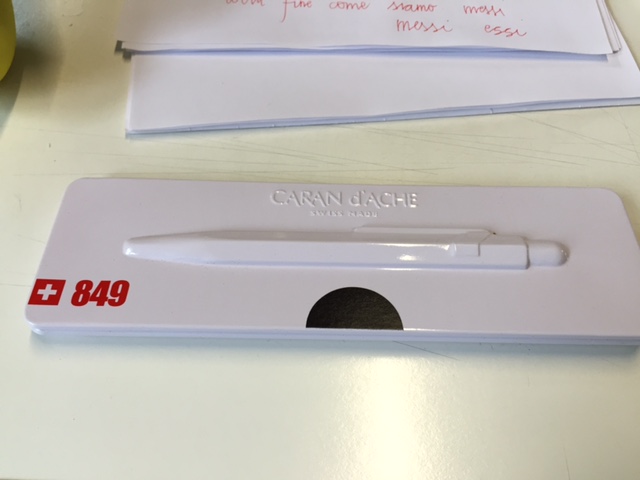 fine come siamo messi
messi essi
CARAN d'ACHE
SWISS MADE
849